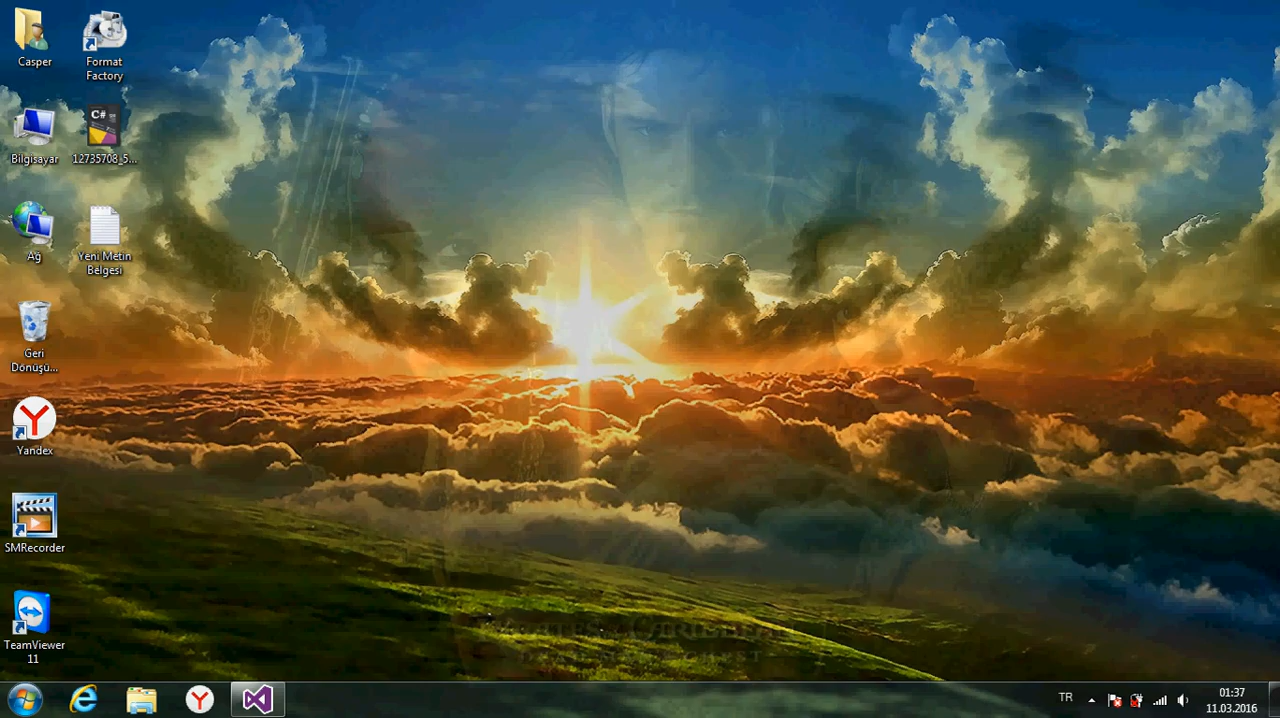 Casper
Format
Factory
Bilgisayar
C#
12735708_5...
Ağ
Yeni Metin
Belgesi
Geri
Dönüşü...
Yandex
SMRecorder
TeamViewer
11
TR
01:37
11.03.2016